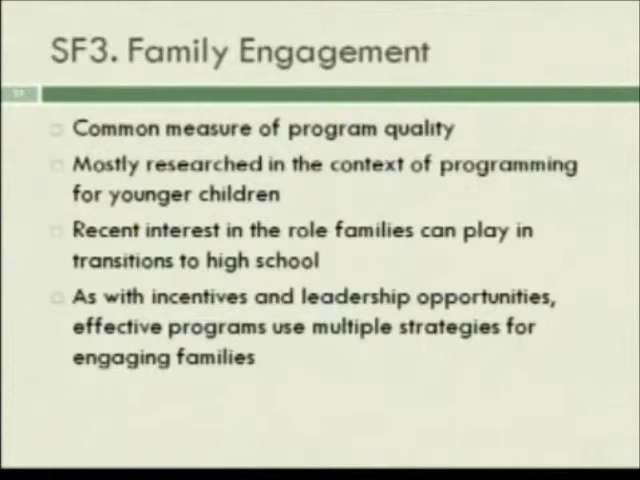 SF3. Family Engagement
Common measure of program quality
Mostly researched in the context of programming
for younger children
Recent interest in the role families can play in
transitions to high school
As with incentives and leadership opportunities,
effective programs use multiple strategies for
engaging families